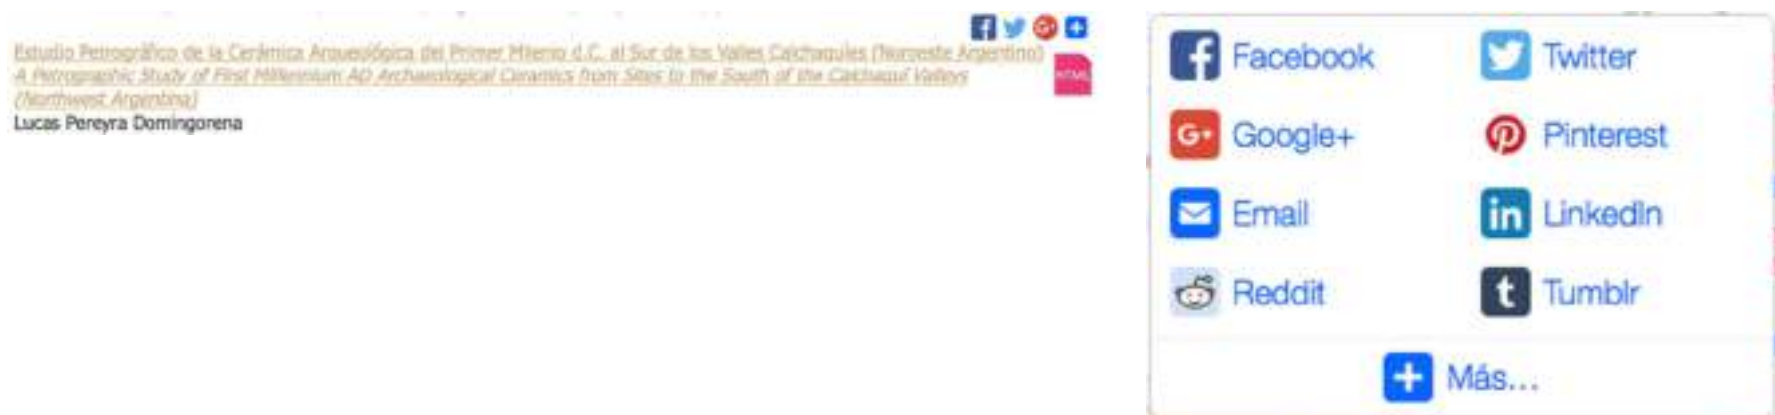 Estudio Petrográfico de la Cerámica Arqueológica del Primer Milenio d.C. al Sur de los Valles Calchaquíes (Noroeste Argentino)
A Petrographic Study of First Millennium AD Archaeological Ceramics from Sites to the South of the Calchaquí Valleys
(Northwest Argentina)
Lucas Pereyra Domingorena
HTML
Facebook
Twitter
Google+
Pinterest
Email
LinkedIn
Reddit
Tumblr
Más...